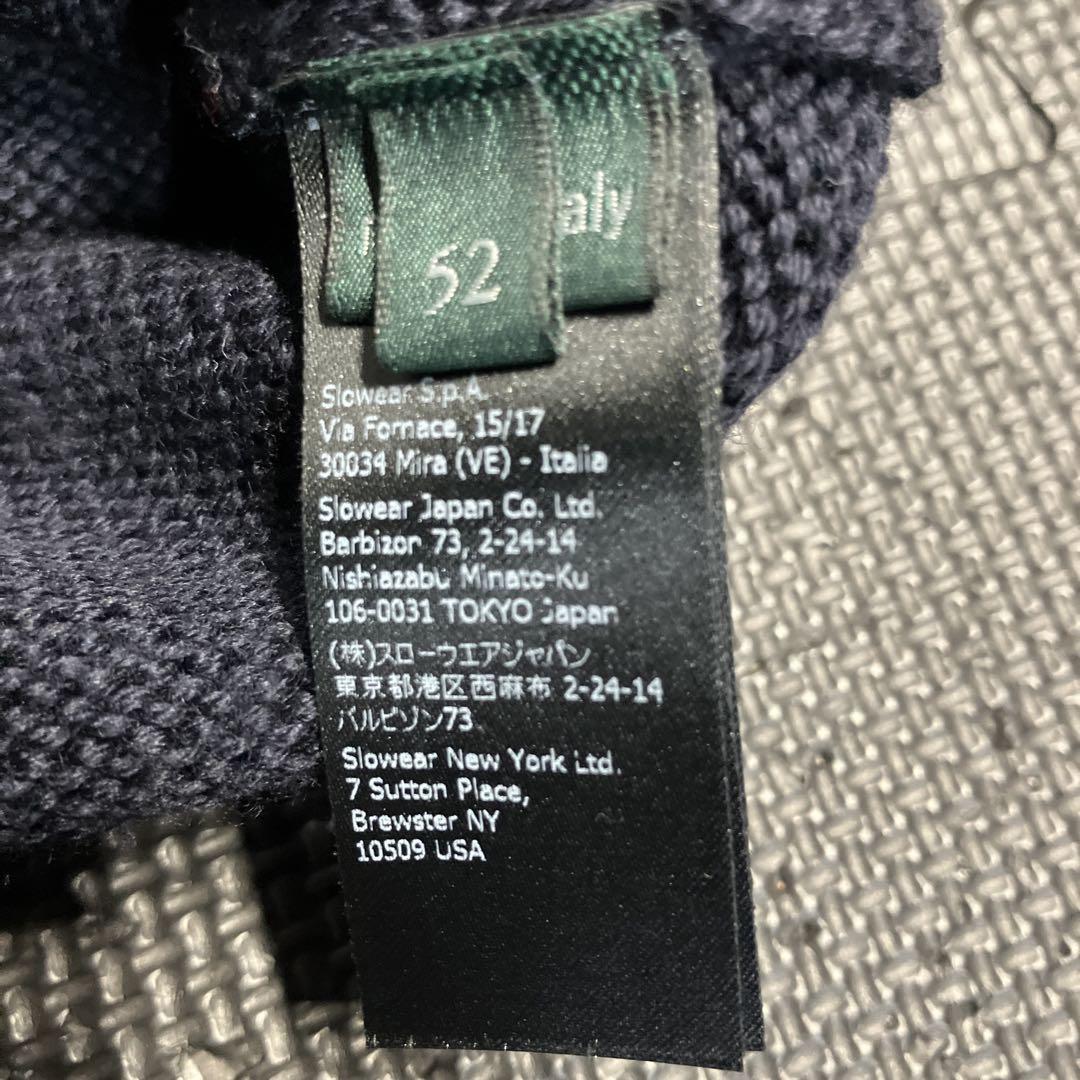 52
aly
Slowear S.p.A.
Via Fornace, 15/17
30034 Mira (VE) - Italia
Slowear Japan Co. Ltd.
Barbizon 73, 2-24-14
Nishiazabu Minato-Ku
106-0031 TOKYO Japan
(株)スローウエアジャパン
東京都港区西麻布 2-24-14
バルビゾン73
Slowear New York Ltd.
7 Sutton Place,
Brewster NY
10509 USA